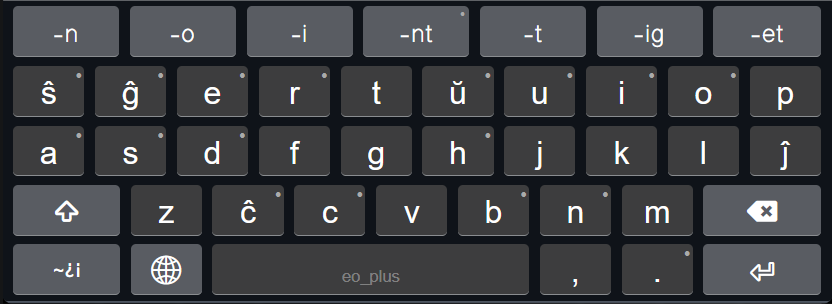 -n -o -i -nt -t -ig -et
ŝ ĝ e r t ŭ u i o p
a s d f g h j k l ĵ
z ĉ c v b n m
~¿¡ eo_plus , .